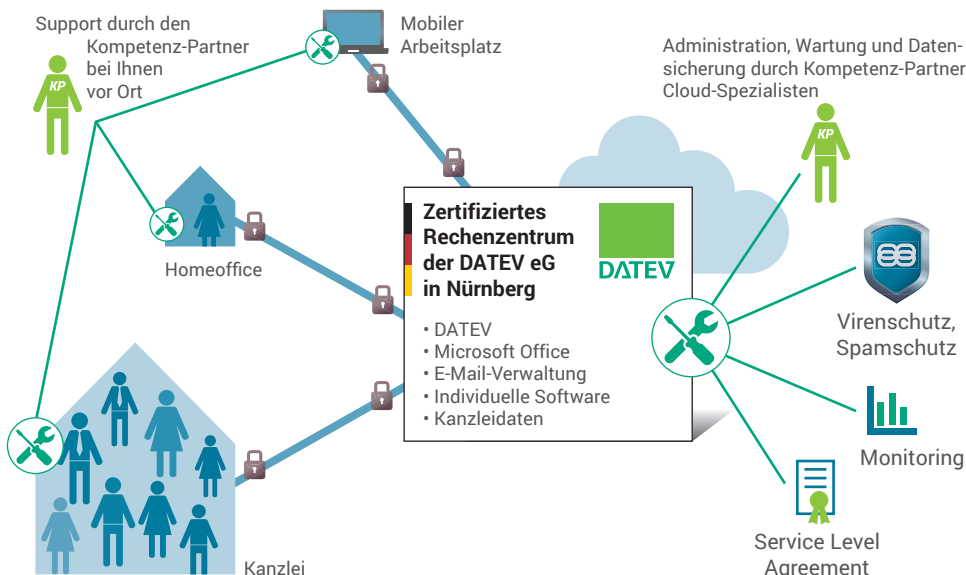 Support durch den
Kompetenz-Partner
bei Ihnen
vor Ort
KP
Mobiler
Arbeitsplatz
Administration, Wartung und Daten-
sicherung durch Kompetenz-Partner
Cloud-Spezialisten
KP
Homeoffice
Zertifiziertes
Rechenzentrum
der DATEV eG
in Nürnberg
DATEV
• DATEV
• Microsoft Office
• E-Mail-Verwaltung
• Individuelle Software
• Kanzleidaten
Virenschutz,
Spamschutz
Monitoring
Service Level
Agreement
Kanzlei